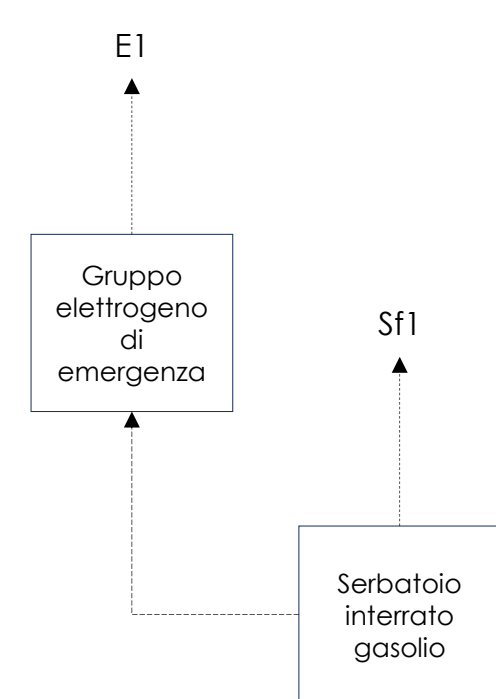 E1
Gruppo
elettrogeno
di
emergenza
Sf1
Serbatoio
interrato
gasolio